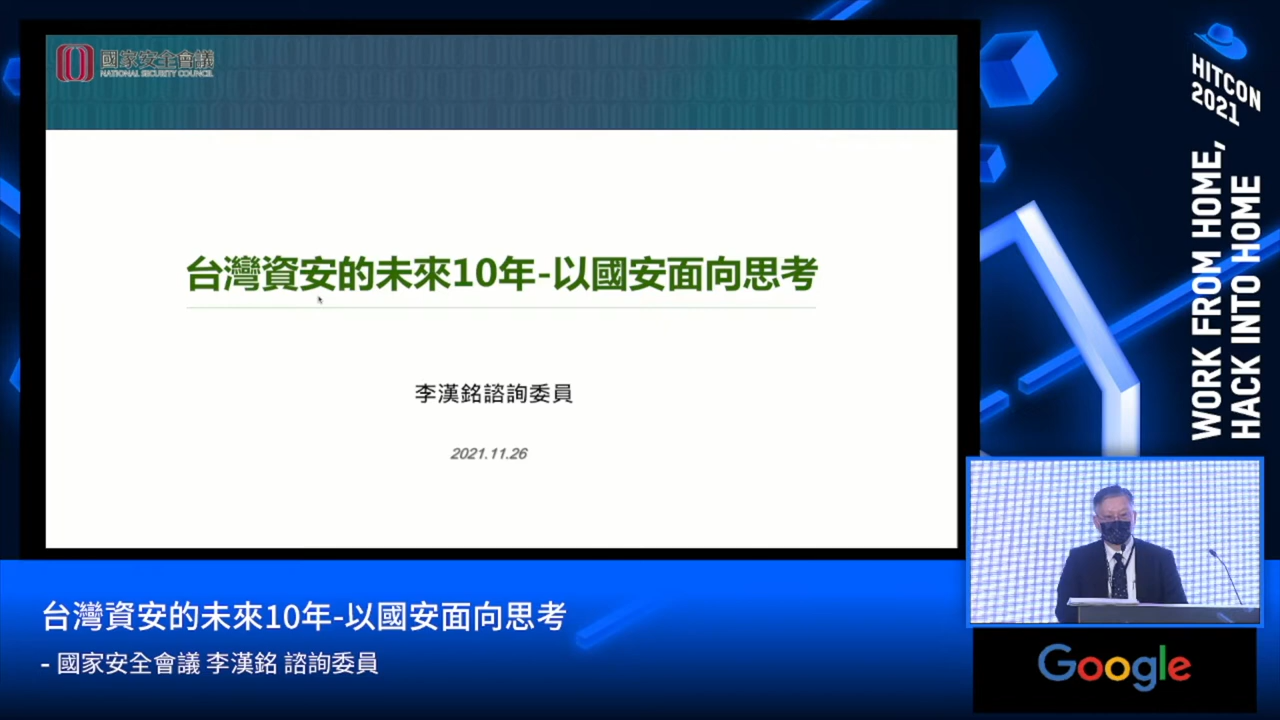 國家安全會議
NATIONAL SECURITY COUNCIL
台灣資安的未來10年-以國安面向思考
李漢銘諮詢委員
2021.11.26
HITCON
2021
WORK FROM HOME,
HACK INTO HOME
台灣資安的未來10年-以國安面向思考
- 國家安全會議 李漢銘 諮詢委員
Google